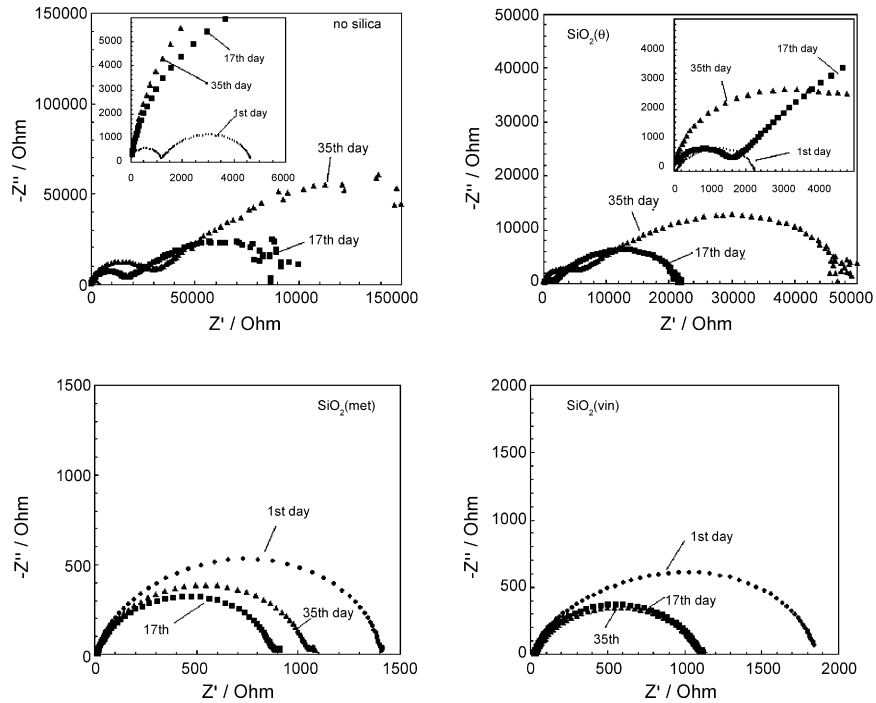 no silica
150000
100000
50000
0
-Z'' / Ohm
0 50000 100000 150000
Z' / Ohm
35th day
17th day
5000
4000
3000
2000
1000
0
0 2000 4000 6000
17th day
35th day
1st day
SiO2(θ)
50000
40000
30000
20000
10000
0
-Z'' / Ohm
0 10000 20000 30000 40000 50000
Z' / Ohm
35th day
17th day
4000
3000
2000
1000
0
0 1000 2000 3000 4000
17th day
35th day
1st day
SiO2(met)
1500
1000
500
0
-Z'' / Ohm
0 500 1000 1500
Z' / Ohm
1st day
35th day
17th
SiO2(vin)
2000
1500
1000
500
0
-Z'' / Ohm
0 500 1000 1500 2000
Z' / Ohm
1st day
17th day
35th